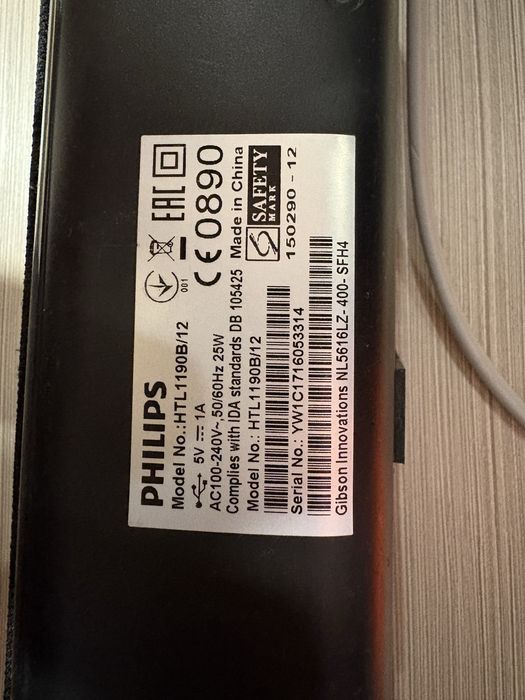 PHILIPS
Model No.:HTL1190B/12
5V 1A
AC100-240V~,50/60Hz 25W
Complies with IDA standards DB 105425
Model No.: HTL1190B/12
Serial No.: YW1C1716053314
Gibson Innovations NL5616LZ- 400- SFH4
001
EAC
CE0890
Made in China
SAFETY
MARK
150290 - 12